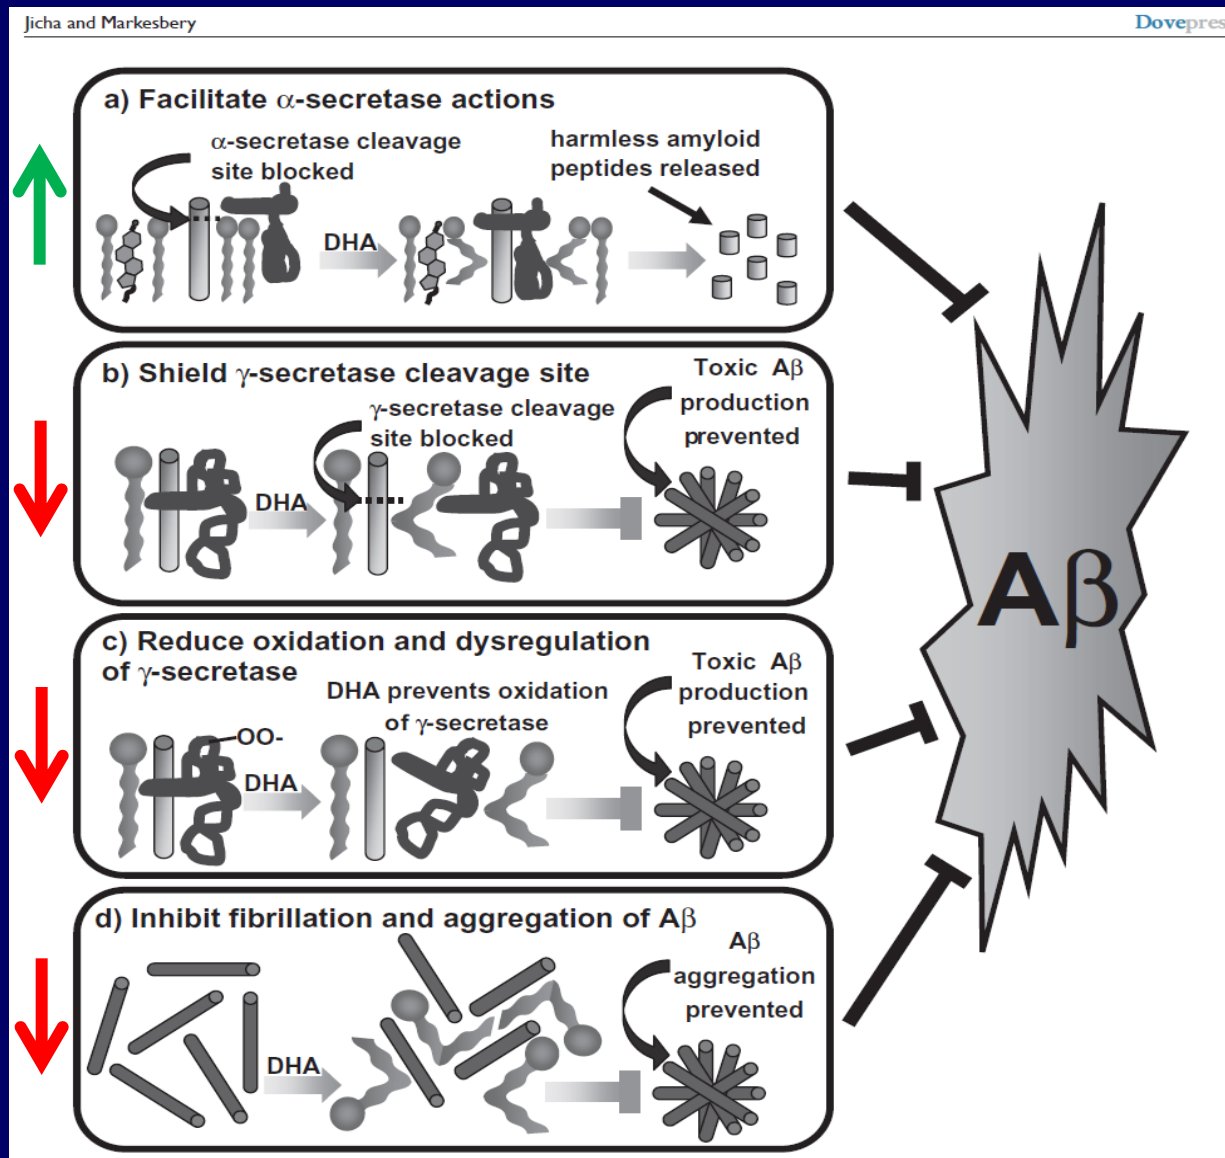 Jicha and Markesbery
Dovepres
a) Facilitate α-secretase actions
α-secretase cleavage
site blocked
harmless amyloid
peptides released
DHA
b) Shield γ-secretase cleavage site
γ-secretase cleavage
site blocked
Toxic Aβ
production
prevented
DHA
c) Reduce oxidation and dysregulation
of γ-secretase
DHA prevents oxidation
of γ-secretase
Toxic Aβ
production
prevented
OO-
DHA
d) Inhibit fibrillation and aggregation of Aβ
Aβ
aggregation
prevented
DHA
Aβ